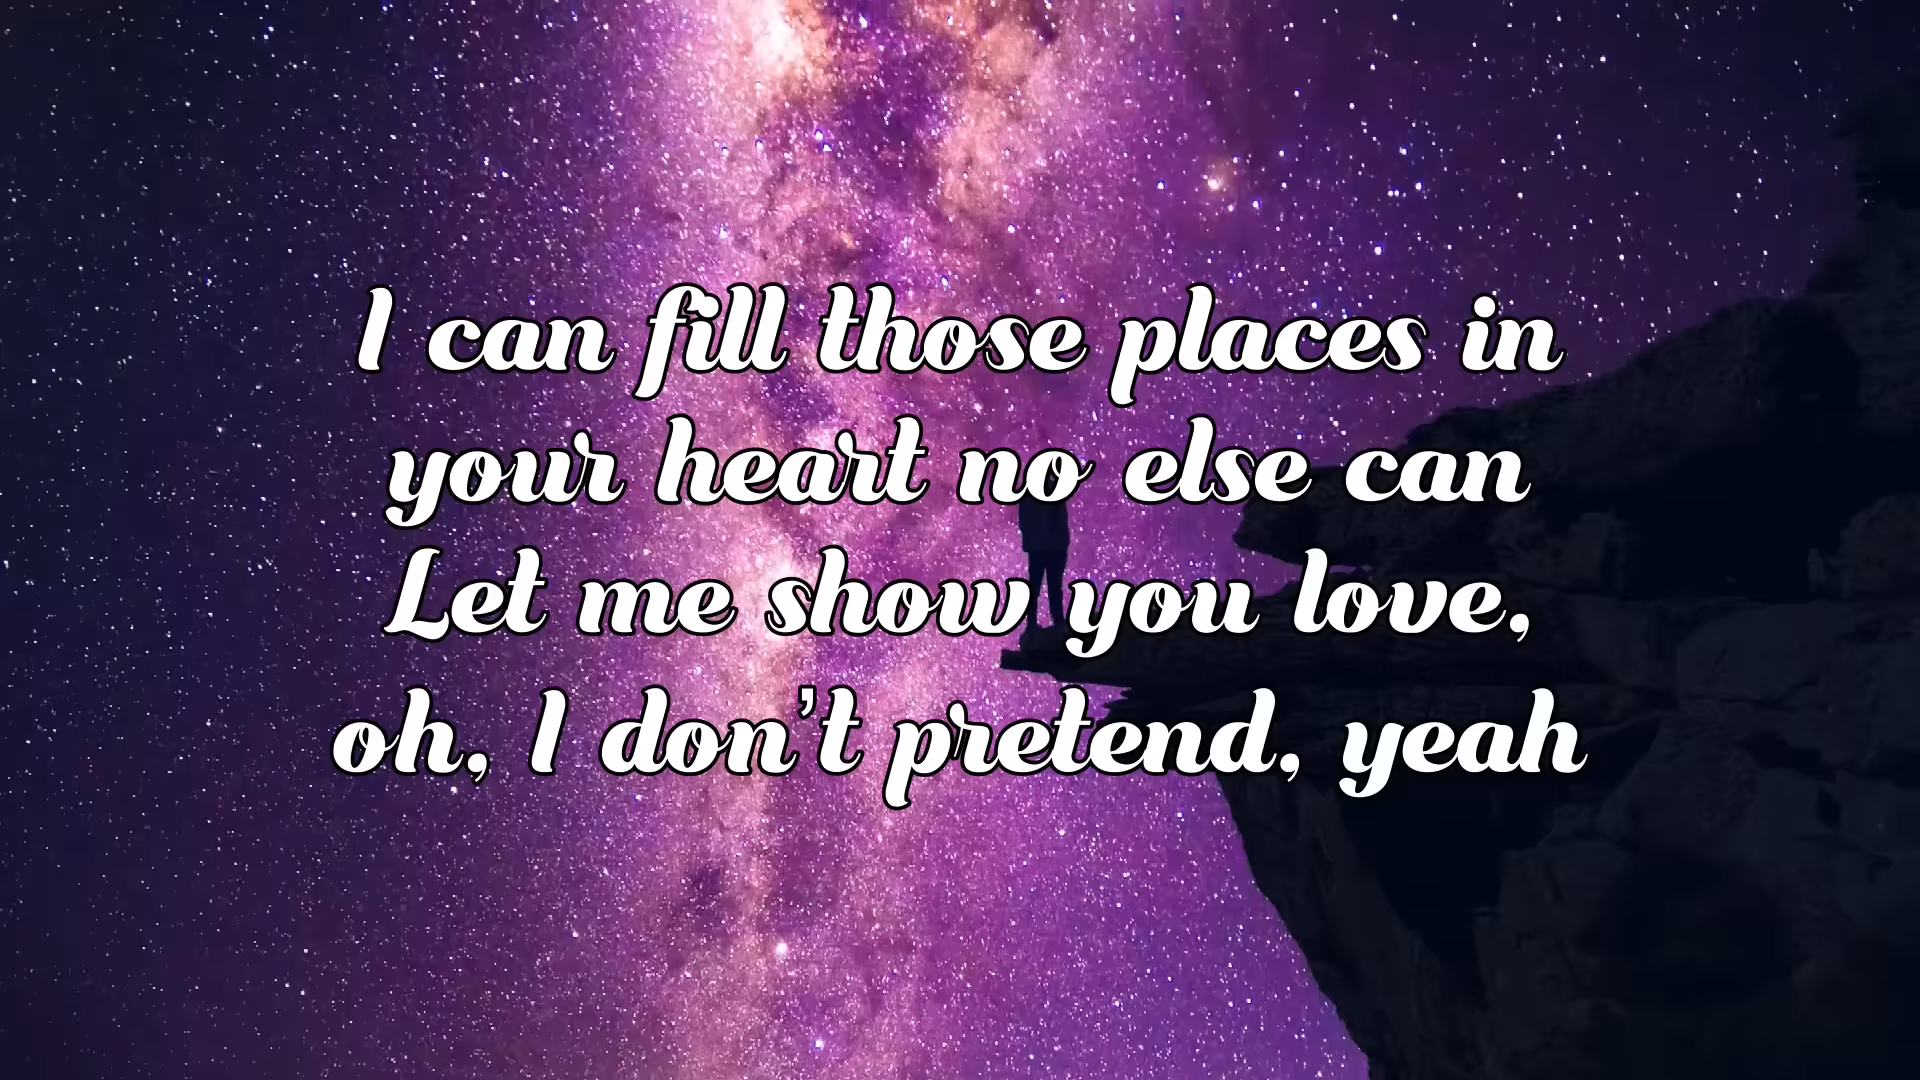 I can fill those places in
your heart no else can
Let me show you love,
oh, I don't pretend, yeah